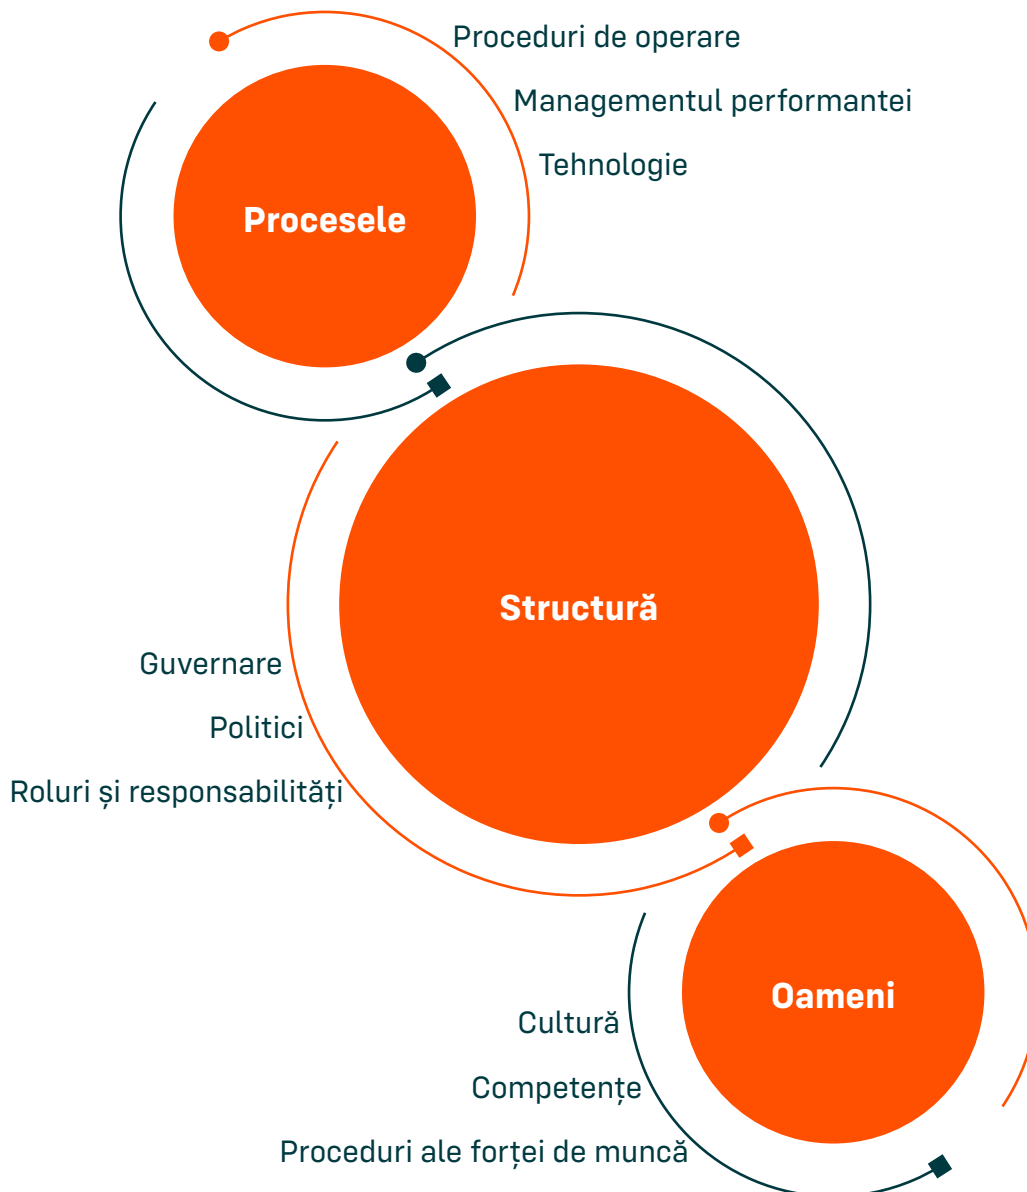 Proceduri de operare
Managementul performantei
Tehnologie
Procesele
Structură
Guvernare
Politici
Roluri și responsabilități
Oameni
Cultură
Competențe
Proceduri ale forței de muncă